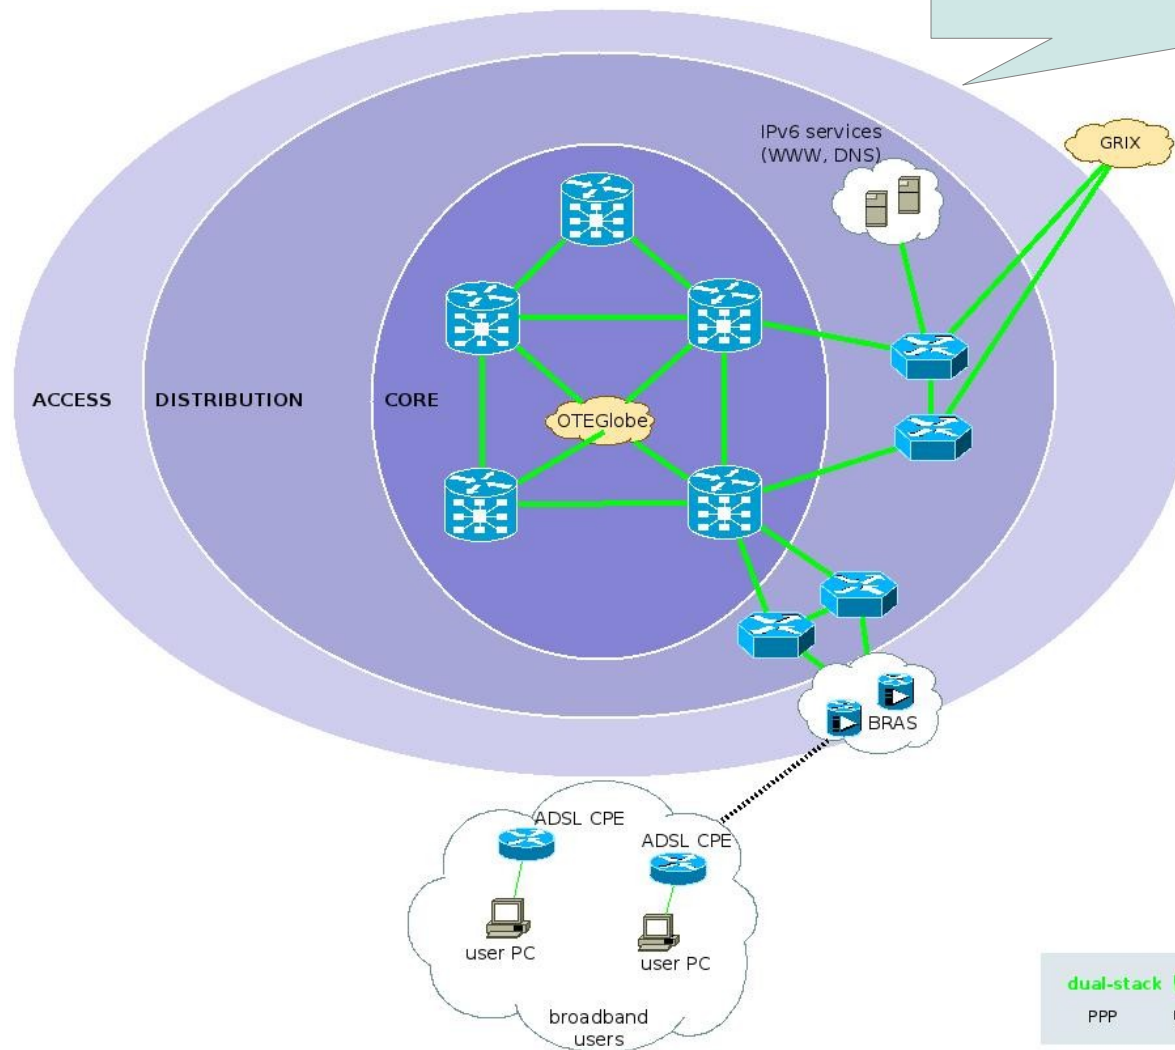 IPv6 services
(WWW, DNS)
GRIX
ACCESS
DISTRIBUTION
CORE
OTEGlobe
BRAS
ADSL CPE
ADSL CPE
user PC
user PC
broadband
users
dual-stack
PPP